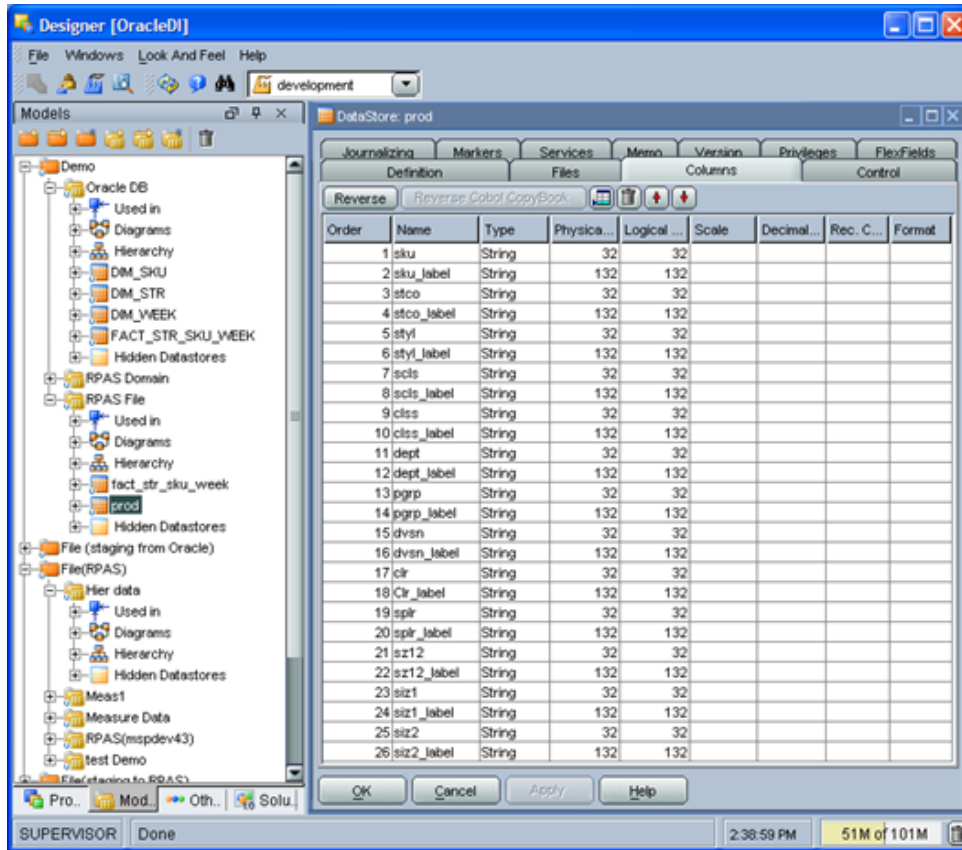 Designer [OracleDI]
File Windows Look And Feel Help
development
Models
Demo
Oracle DB
Used in
Diagrams
Hierarchy
DIM_SKU
DIM_STR
DIM_WEEK
FACT_STR_SKU_WEEK
Hidden Datastores
RPAS Domain
RPAS File
Used in
Diagrams
Hierarchy
fact_str_sku_week
prod
Hidden Datastores
File (staging from Oracle)
File(RPAS)
Hier data
Used in
Diagrams
Hierarchy
Hidden Datastores
Meas1
Measure Data
RPAS(mspdev43)
test Demo
File(staging to RPAS)
Pro.. Mod.. Oth.. Solu.
DataStore: prod
Journalizing Markers Services Memo Version Privileges FlexFields
Definition Files Columns Control
Reverse Reverse Cobol CopyBook
Order Name Type Physica... Logical ... Scale Decimal... Rec. C... Format
1 sku String 32 32
2 sku_label String 132 132
3 stco String 32 32
4 stco_label String 132 132
5 styl String 32 32
6 styl_label String 132 132
7 scls String 32 32
8 scls_label String 132 132
9 clss String 32 32
10 clss_label String 132 132
11 dept String 32 32
12 dept_label String 132 132
13 pgrp String 32 32
14 pgrp_label String 132 132
15 dvsn String 32 32
16 dvsn_label String 132 132
17 clr String 32 32
18 Clr_label String 132 132
19 splr String 32 32
20 splr_label String 132 132
21 sz12 String 32 32
22 sz12_label String 132 132
23 siz1 String 32 32
24 siz1_label String 132 132
25 siz2 String 32 32
26 siz2_label String 132 132
OK Cancel Apply Help
SUPERVISOR Done 2:38:59 PM 51M of 101M